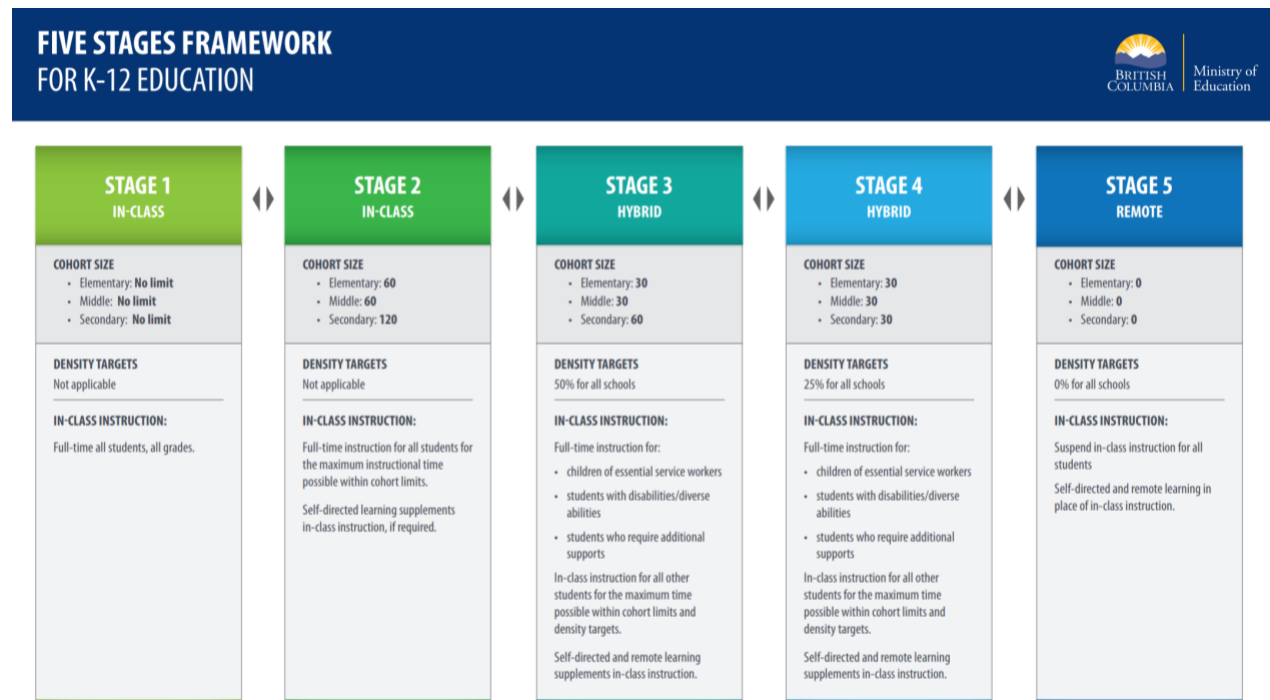 FIVE STAGES FRAMEWORK
FOR K-12 EDUCATION
BRITISH
COLUMBIA
Ministry of
Education
STAGE 1
IN-CLASS
COHORT SIZE
• Elementary: No limit
• Middle: No limit
• Secondary: No limit
DENSITY TARGETS
Not applicable
IN-CLASS INSTRUCTION:
Full-time all students, all grades.
STAGE 2
IN-CLASS
COHORT SIZE
• Elementary: 60
• Middle: 60
• Secondary: 120
DENSITY TARGETS
Not applicable
IN-CLASS INSTRUCTION:
Full-time instruction for all students for
the maximum instructional time
possible within cohort limits.
Self-directed learning supplements
in-class instruction, if required.
STAGE 3
HYBRID
COHORT SIZE
• Elementary: 30
• Middle: 30
• Secondary: 60
DENSITY TARGETS
50% for all schools
IN-CLASS INSTRUCTION:
Full-time instruction for:
• children of essential service workers
• students with disabilities/diverse
abilities
• students who require additional
supports
In-class instruction for all other
students for the maximum time
possible within cohort limits and
density targets.
Self-directed and remote learning
supplements in-class instruction.
STAGE 4
HYBRID
COHORT SIZE
• Elementary: 30
• Middle: 30
• Secondary: 30
DENSITY TARGETS
25% for all schools
IN-CLASS INSTRUCTION:
Full-time instruction for:
• children of essential service workers
• students with disabilities/diverse
abilities
• students who require additional
supports
In-class instruction for all other
students for the maximum time
possible within cohort limits and
density targets.
Self-directed and remote learning
supplements in-class instruction.
STAGE 5
REMOTE
COHORT SIZE
• Elementary: 0
• Middle: 0
• Secondary: 0
DENSITY TARGETS
0% for all schools
IN-CLASS INSTRUCTION:
Suspend in-class instruction for all
students
Self-directed and remote learning in
place of in-class instruction.